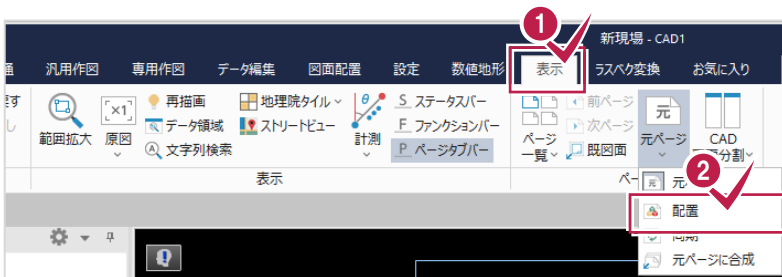 1
新現場 - CAD1
汎用作図 専用作図 データ編集 図面配置 設定 数値地形 表示 ラスベク変換 お気に入り
範囲拡大
×1
原図
再描画
データ領域
文字列検索
地理院タイル
ストリートビュー
θ
計測
S ステータスバー
F ファンクションバー
P ページタブバー
表示
ページ
一覧
前ページ
次ページ
既図面
元
元ページ
CAD
2
元
配置
元ページに合成